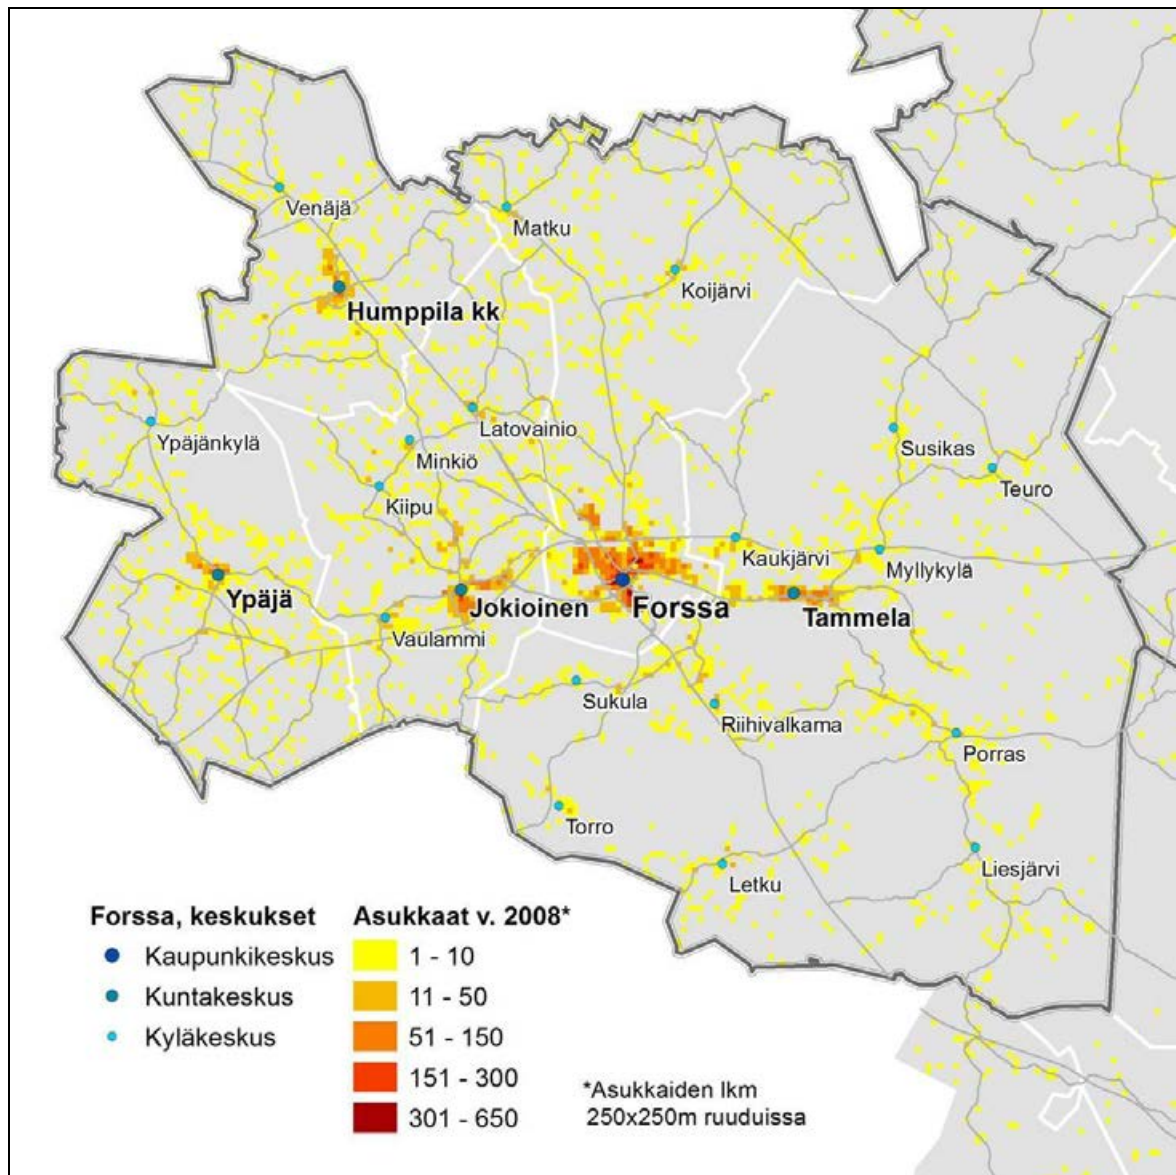 Venäjä
Matku
Koijärvi
Humppila kk
Latovainio
Ypäjänkylä
Minkiö
Susikas
Teuro
Kiipu
Kaukjärvi
Myllykylä
Ypäjä
Jokioinen
Forssa
Tammela
Vaulammi
Sukula
Riihivalkama
Porras
Torro
Letku
Liesjärvi
Forssa, keskukset
Kaupunkikeskus
Kuntakeskus
Kyläkeskus
Asukkaat v. 2008*
1 - 10
11 - 50
51 - 150
151 - 300
301 - 650
*Asukkaiden lkm
250x250m ruuduissa